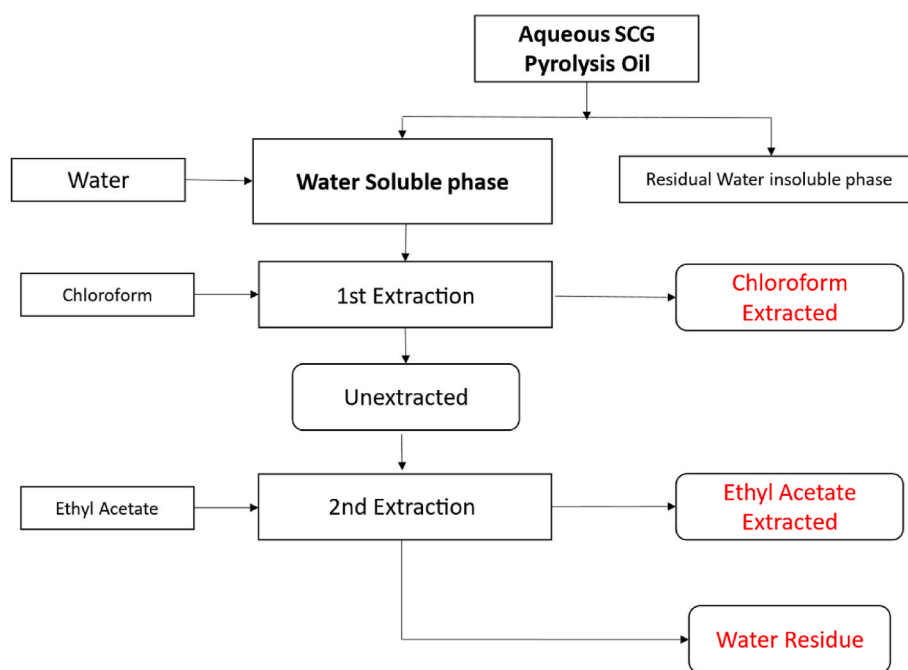 Aqueous SCG
Pyrolysis Oil
Water
Water Soluble phase
Residual Water insoluble phase
Chloroform
1st Extraction
Chloroform
Extracted
Unextracted
Ethyl Acetate
2nd Extraction
Ethyl Acetate
Extracted
Water Residue